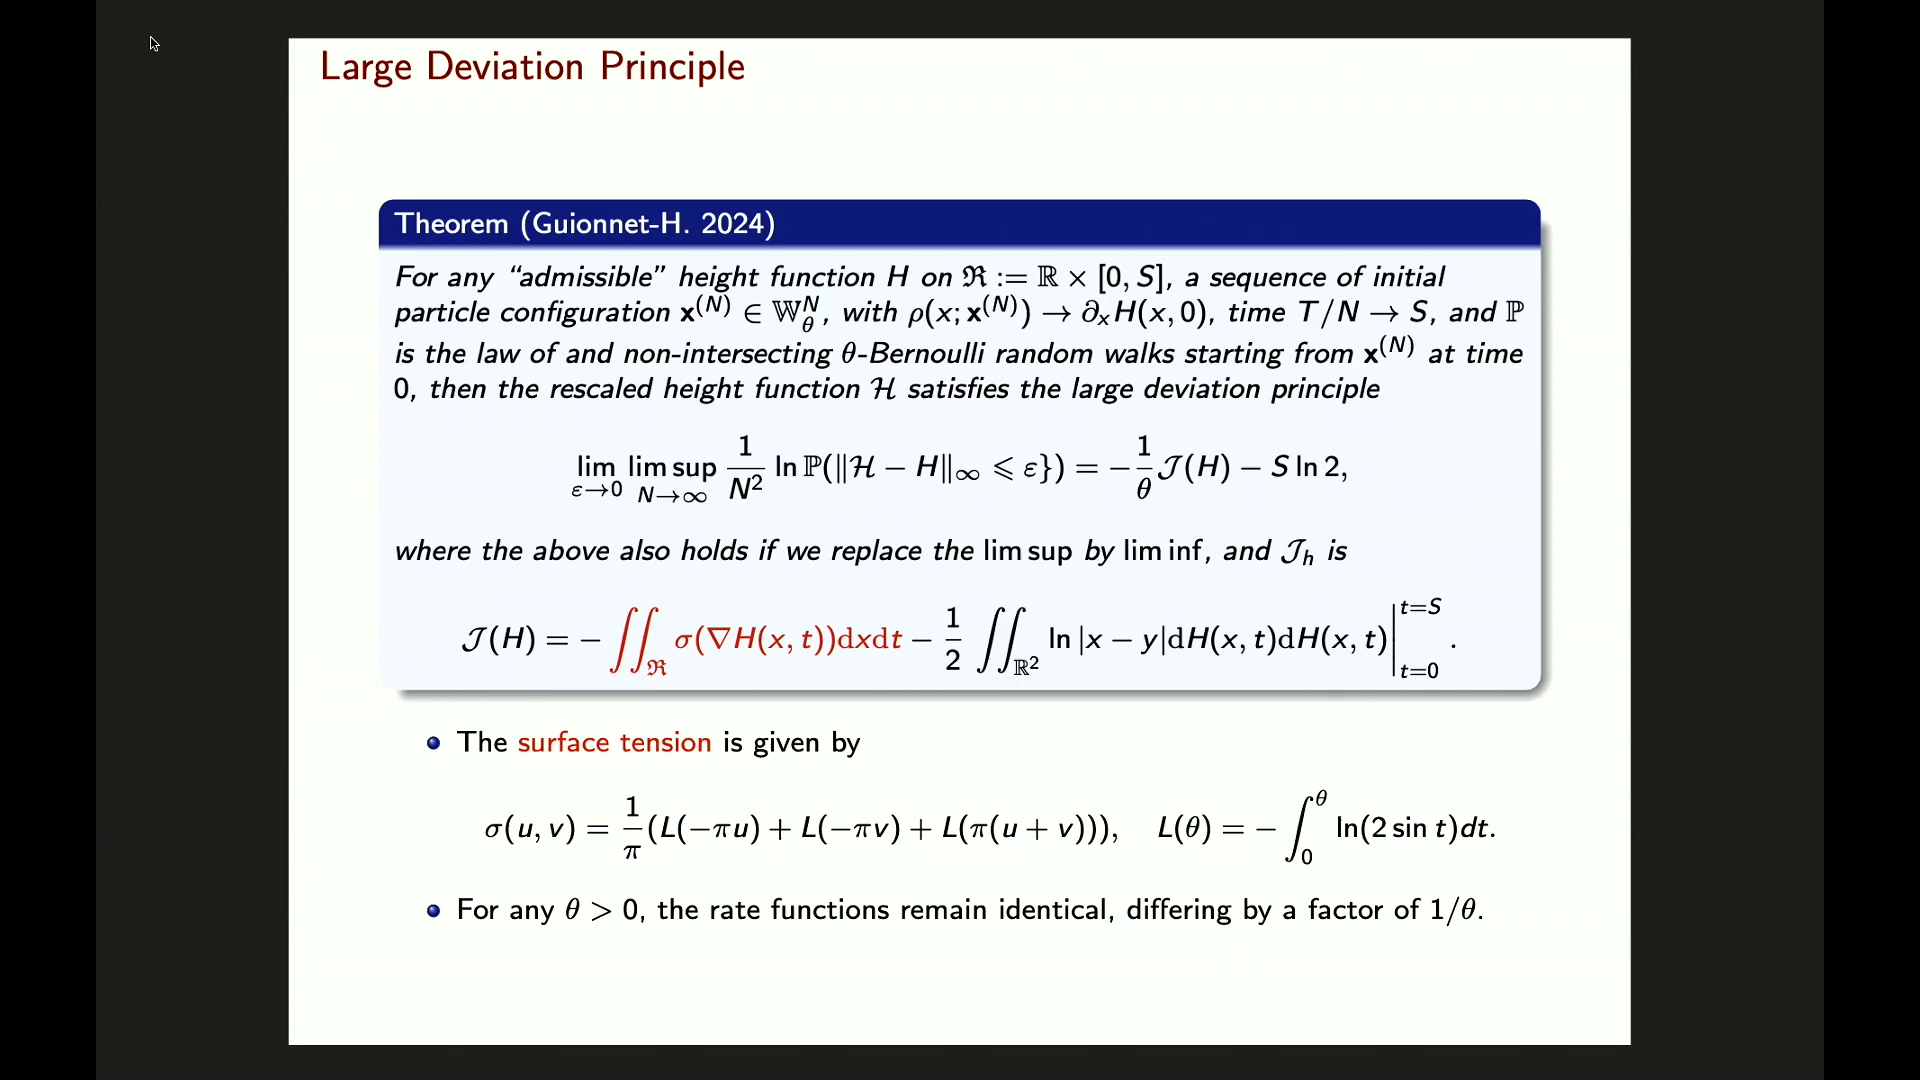 Large Deviation Principle
Theorem (Guionnet-H. 2024)
For any “admissible” height function H on ℜ := ℝ × [0, S], a sequence of initial
particle configuration x^(N) ∈ 𝕎_θ^N, with ρ(x; x^(N)) → ∂_x H(x, 0), time T/N → S, and ℙ
is the law of and non-intersecting θ-Bernoulli random walks starting from x^(N) at time
0, then the rescaled height function ℋ satisfies the large deviation principle
lim_{ε→0} lim sup_{N→∞} 1/N² ln ℙ(‖ℋ − H‖_∞ ⩽ ε}) = −1/θ 𝒥(H) − S ln 2,
where the above also holds if we replace the lim sup by lim inf, and 𝒥_h is
𝒥(H) = − ∬_ℜ σ(∇H(x, t))dxdt − 1/2 ∬_{ℝ²} ln |x − y|dH(x, t)dH(x, t)|_{t=0}^{t=S}.
• The surface tension is given by
σ(u, v) = 1/π (L(−πu) + L(−πv) + L(π(u + v))), L(θ) = − ∫_0^θ ln(2 sin t)dt.
• For any θ > 0, the rate functions remain identical, differing by a factor of 1/θ.